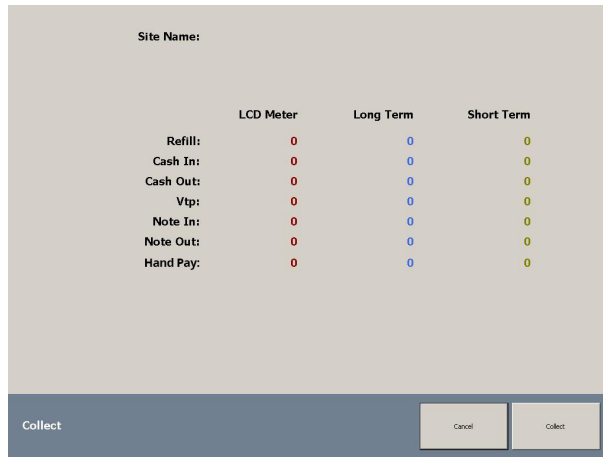 Site Name:
LCD Meter Long Term Short Term
Refill: 0 0 0
Cash In: 0 0 0
Cash Out: 0 0 0
Vtp: 0 0 0
Note In: 0 0 0
Note Out: 0 0 0
Hand Pay: 0 0 0
Collect Cancel Collect